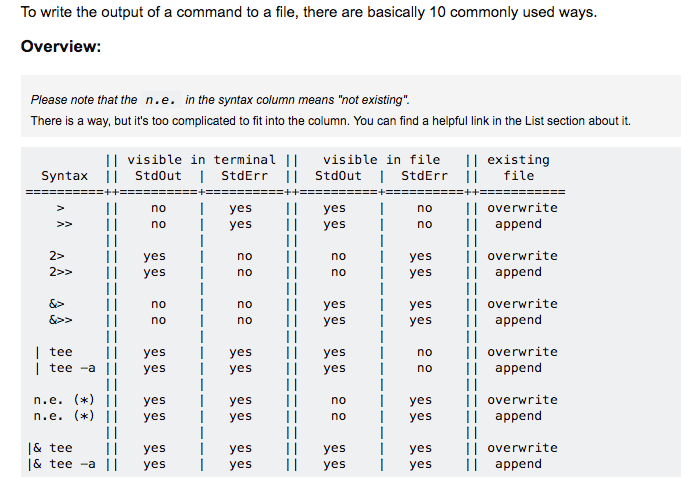 To write the output of a command to a file, there are basically 10 commonly used ways.
Overview:
Please note that the n.e. in the syntax column means "not existing".
There is a way, but it's too complicated to fit into the column. You can find a helpful link in the List section about it.
          || visible in terminal ||   visible in file   || existing
  Syntax  ||  StdOut  |  StdErr  ||  StdOut  |  StdErr  ||   file
==========++==========+==========++==========+==========++===========
    >     ||    no    |   yes    ||   yes    |    no    || overwrite
    >>    ||    no    |   yes    ||   yes    |    no    ||  append
          ||          |          ||          |          ||
   2>     ||   yes    |    no    ||    no    |   yes    || overwrite
   2>>    ||   yes    |    no    ||    no    |   yes    ||  append
          ||          |          ||          |          ||
   &>     ||    no    |    no    ||   yes    |   yes    || overwrite
   &>>    ||    no    |    no    ||   yes    |   yes    ||  append
          ||          |          ||          |          ||
 | tee    ||   yes    |   yes    ||   yes    |    no    || overwrite
 | tee -a ||   yes    |   yes    ||   yes    |    no    ||  append
          ||          |          ||          |          ||
 n.e. (*) ||   yes    |   yes    ||    no    |   yes    || overwrite
 n.e. (*) ||   yes    |   yes    ||    no    |   yes    ||  append
          ||          |          ||          |          ||
|& tee    ||   yes    |   yes    ||   yes    |   yes    || overwrite
|& tee -a ||   yes    |   yes    ||   yes    |   yes    ||  append